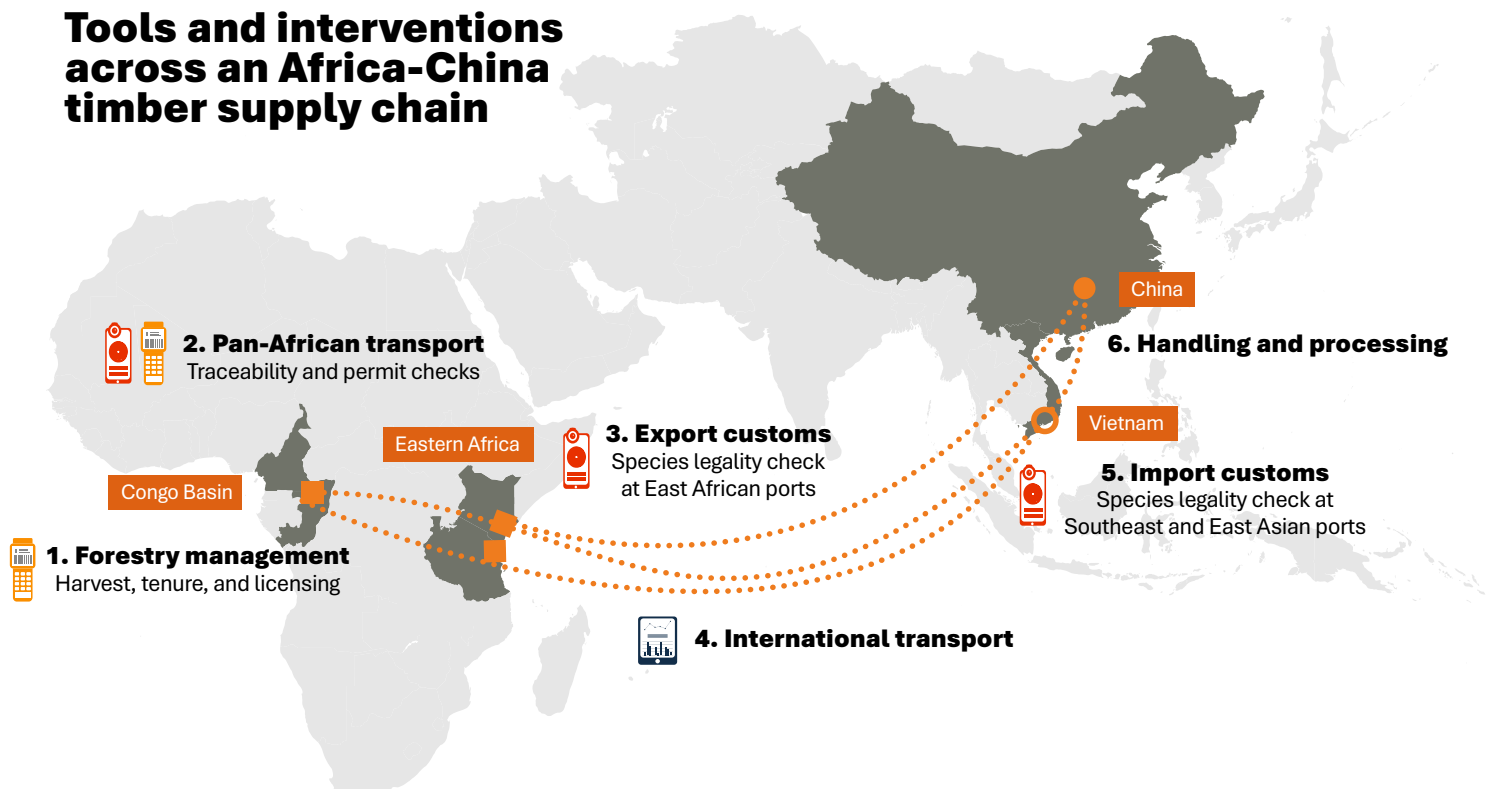 Tools and interventions
across an Africa-China
timber supply chain
China
2. Pan-African transport
Traceability and permit checks
6. Handling and processing
Vietnam
Eastern Africa
3. Export customs
Species legality check
at East African ports
Congo Basin
5. Import customs
Species legality check at
Southeast and East Asian ports
1. Forestry management
Harvest, tenure, and licensing
4. International transport